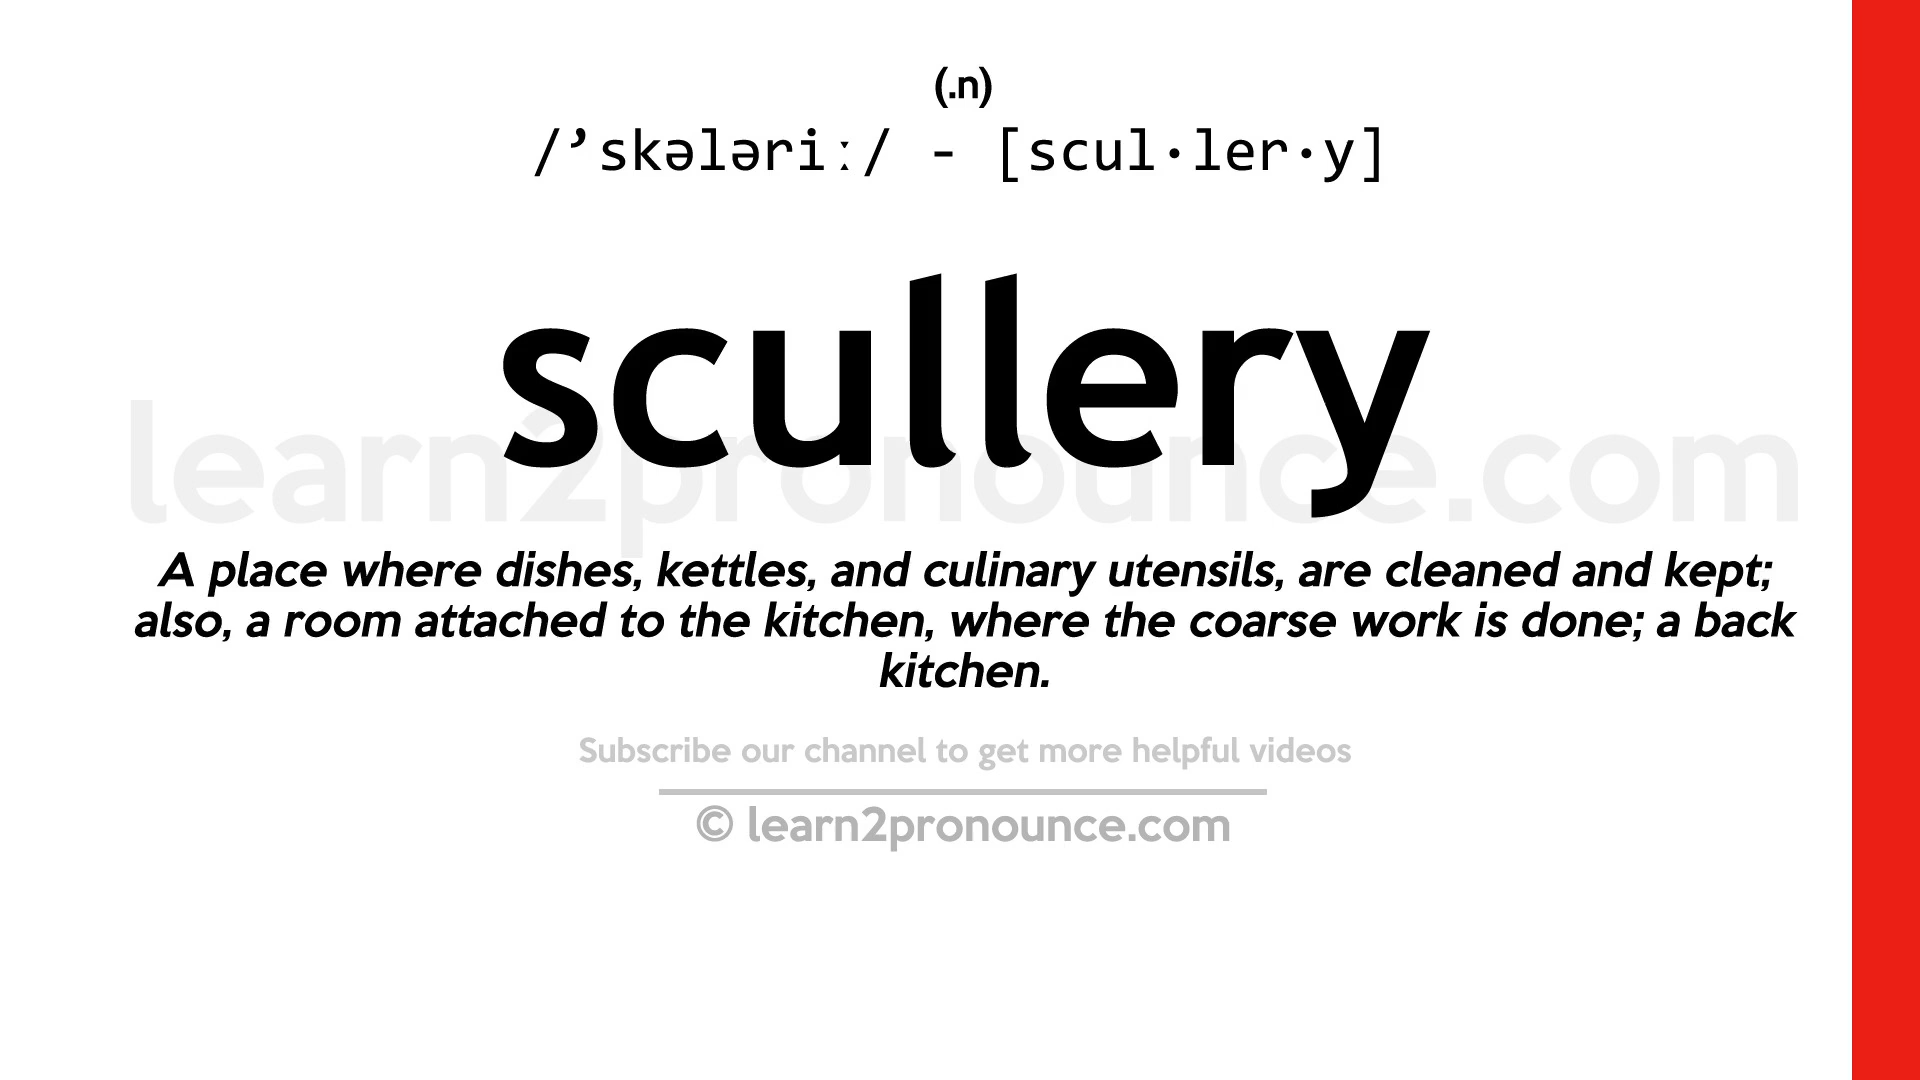 (.n)
/’skələriː/ - [scul·ler·y]
scullery
learn2pronounce.com
A place where dishes, kettles, and culinary utensils, are cleaned and kept;
also, a room attached to the kitchen, where the coarse work is done; a back
kitchen.
Subscribe our channel to get more helpful videos
© learn2pronounce.com